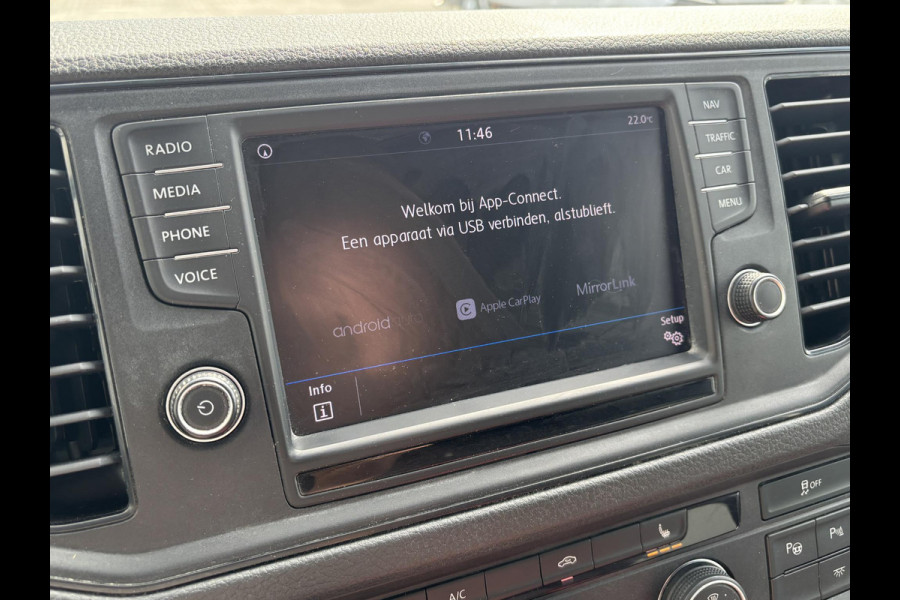 RADIO
MEDIA
PHONE
VOICE
11:46
22.0°C
Welkom bij App-Connect.
Een apparaat via USB verbinden, alstublieft.
android
Apple CarPlay
MirrorLink
Info
Setup
NAV
TRAFFIC
CAR
MENU
A/C
OFF
P
P